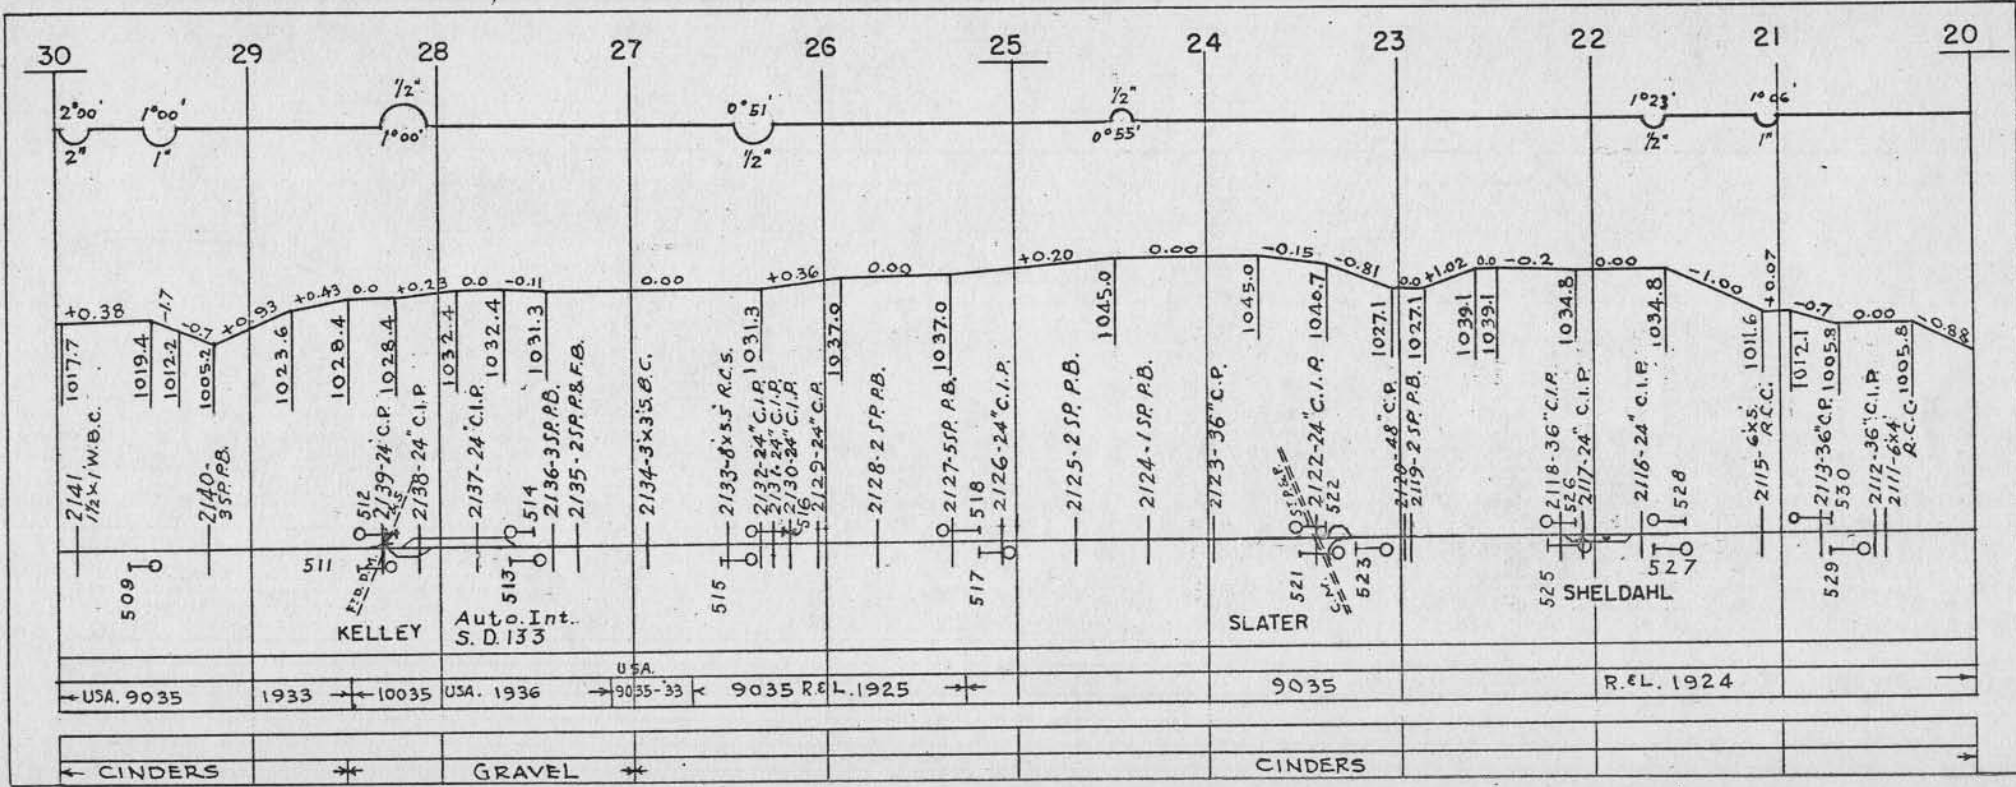 30 29 28 27 26 25 24 23 22 21 20
2°00' 1°00' ½" 0°51' ½" 1°23' 1°06'
2" 1" 1°00' ½" 0°55' ½" 1"
+0.38 -1.7 -0.7 +0.93 +0.43 0.0 +0.23 0.0 -0.11 0.00 +0.36 0.00 +0.20 0.00 -0.15 -0.81 0.0 +1.02 0.0 -0.2 0.00 -1.00 +0.07 -0.7 0.00 -0.88
1017.7
1019.4
1012.2
1005.2
1023.6
1028.4
1028.4
1032.4
1032.4
1031.3
1031.3
1037.0
1037.0
1045.0
1045.0
1040.7
1027.1
1027.1
1039.1
1039.1
1034.8
1034.8
1011.6
1012.1
1005.8
1005.8
2141
1½x1 W.B.C.
2140-
3 SP.P.B.
2139-24" C.P.
2138-24" C.I.P.
2137-24" C.I.P.
2136-3 SP.P.B.
2135-2 SP.P.& F.B.
2134-3'x3' S.B.C.
2133-8'x5.5' R.C.S.
2132-24" C.I.P.
2131-24" C.I.P.
2130-24" C.I.P.
2129-24" C.P.
2128-2 SP. P.B.
2127-5 SP. P.B.
2126-24" C.I.P.
2125-2 SP. P.B.
2124-1 SP. P.B.
2123-36" C.P.
2122-24" C.I.P.
2120-48" C.P.
2119-2 SP. P.B.
2118-36" C.I.P.
2117-24" C.I.P.
2116-24" C.I.P.
2115-6'x5'
R.C.C.
2113-36" C.P.
2112-36" C.I.P.
2111-6'x4'
R.C.C.
512
514
516
518
522
526
528
530
509
511
513
515
517
521
523
525
527
529
KELLEY
Auto. Int.
S. D. 133
SLATER
SHELDAHL
USA.
USA. 9035 1933 10035 USA. 1936 9035-'33 9035 R.&L. 1925 9035 R.&L. 1924
CINDERS GRAVEL CINDERS